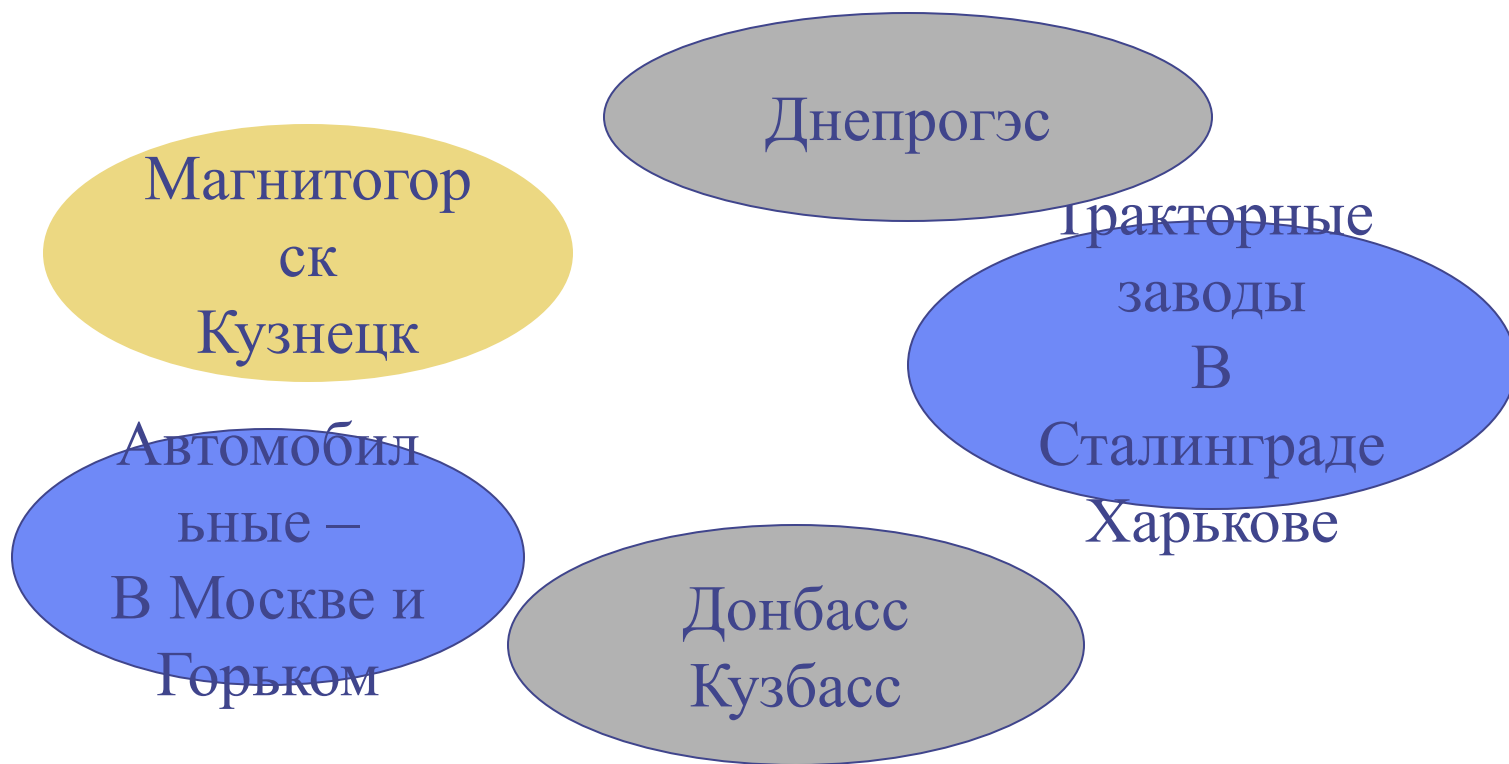 Днепрогэс
Магнитогор
ск
Кузнецк
Тракторные
заводы
В
Сталинграде
Харькове
Автомобил
ьные –
В Москве и
Горьком
Донбасс
Кузбасс